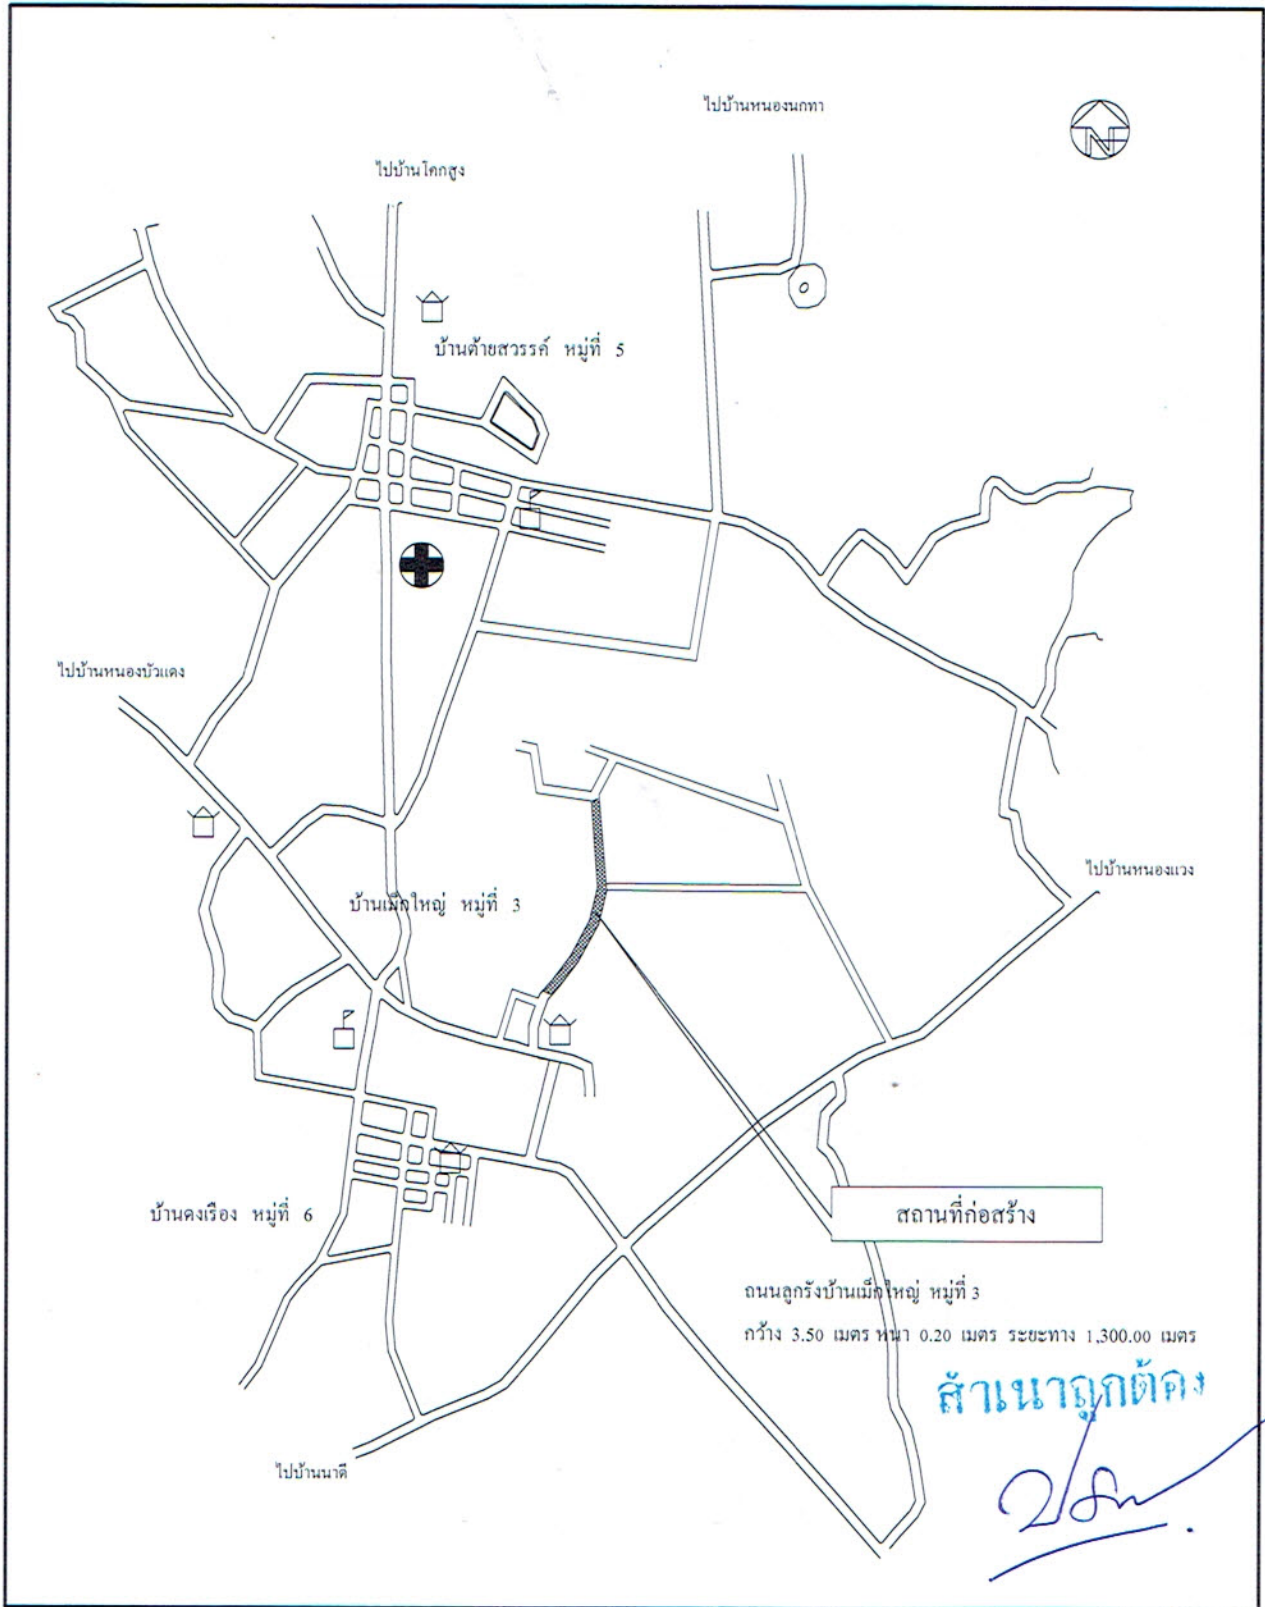 ไปบ้านหนองนกทา
N
ไปบ้านโคกสูง
บ้านต้ายสวรรค์ หมู่ที่ 5
ไปบ้านหนองบัวแดง
ไปบ้านหนองแวง
บ้านเม็กใหญ่ หมู่ที่ 3
บ้านดงเรือง หมู่ที่ 6
สถานที่ก่อสร้าง
ถนนลูกรังบ้านเม็กใหญ่ หมู่ที่ 3
กว้าง 3.50 เมตร หนา 0.20 เมตร ระยะทาง 1,300.00 เมตร
สำเนาถูกต้อง
ไปบ้านนาดี